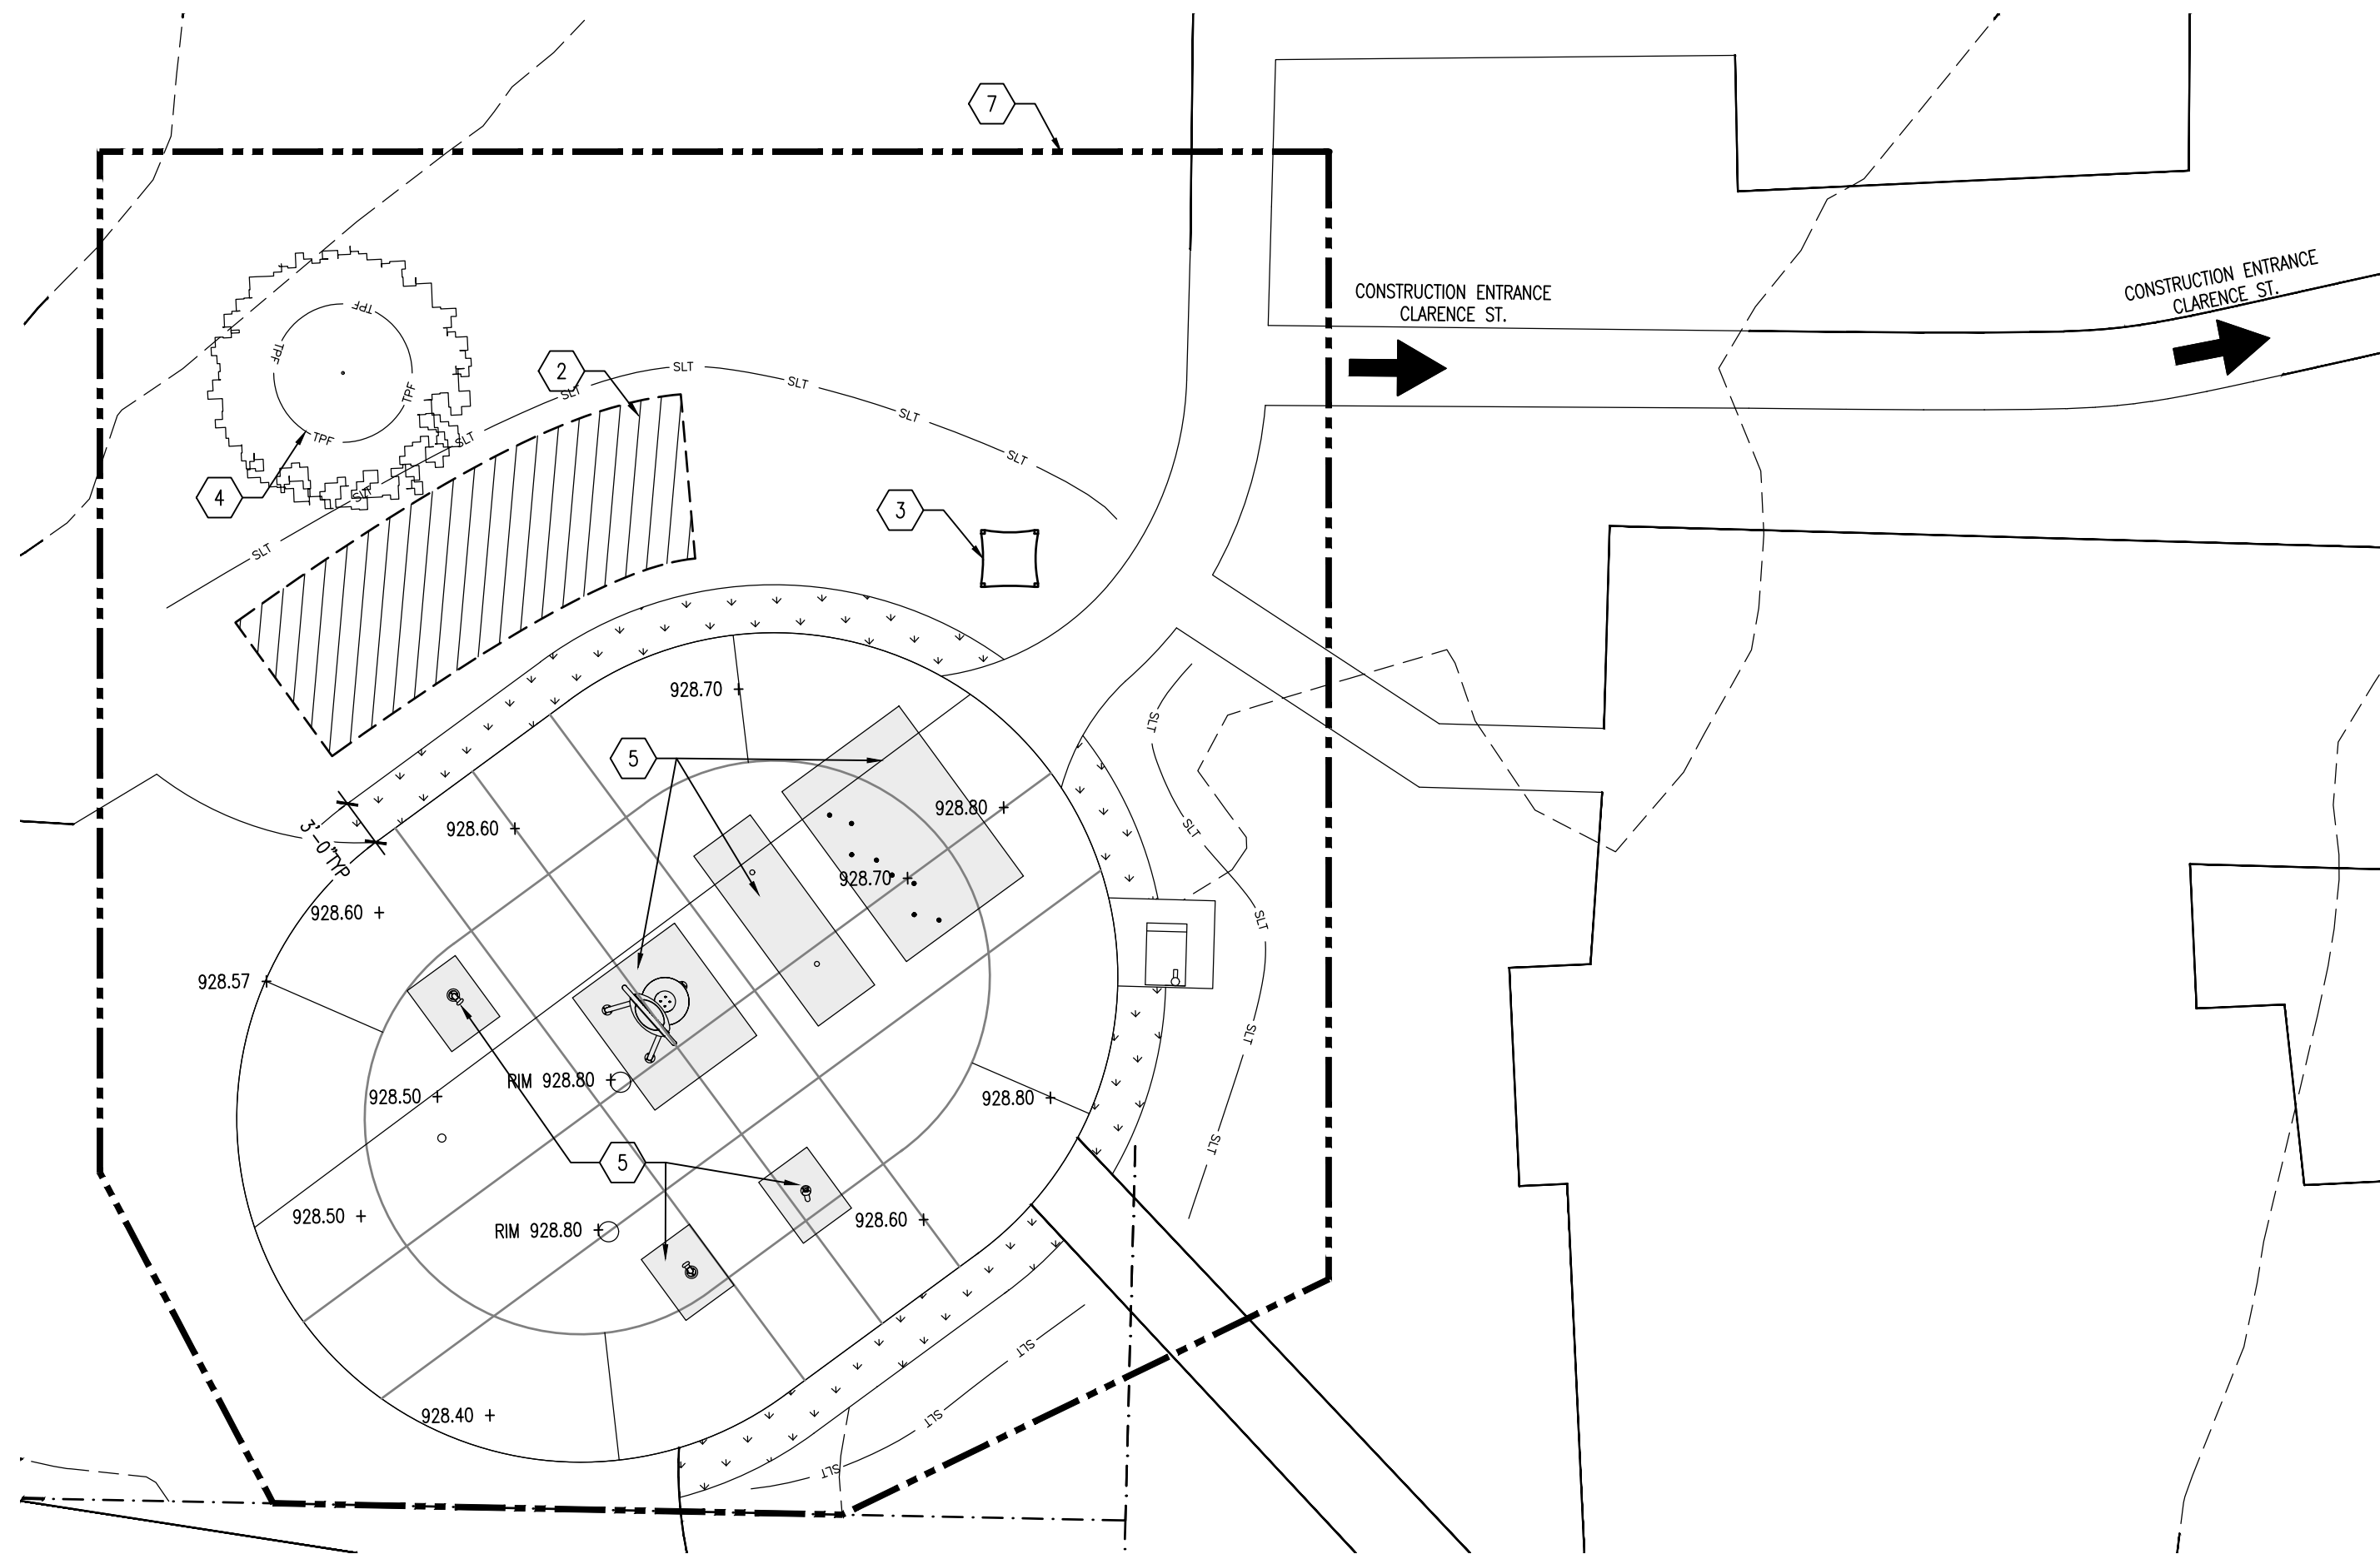 7
CONSTRUCTION ENTRANCE
CLARENCE ST.
CONSTRUCTION ENTRANCE
CLARENCE ST.
TPF
TPF
TPF
TPF
2
SLT
SLT
SLT
SLT
SLT
SLT
SLT
SLT
4
3
928.70
5
SLT
928.80
3'-0"TYP
928.60
SLT
928.70
928.60
SLT
928.57
SLT
RIM 928.80
928.50
928.80
SLT
5
928.50
RIM 928.80
928.60
SLT
928.40
SLT
SLT